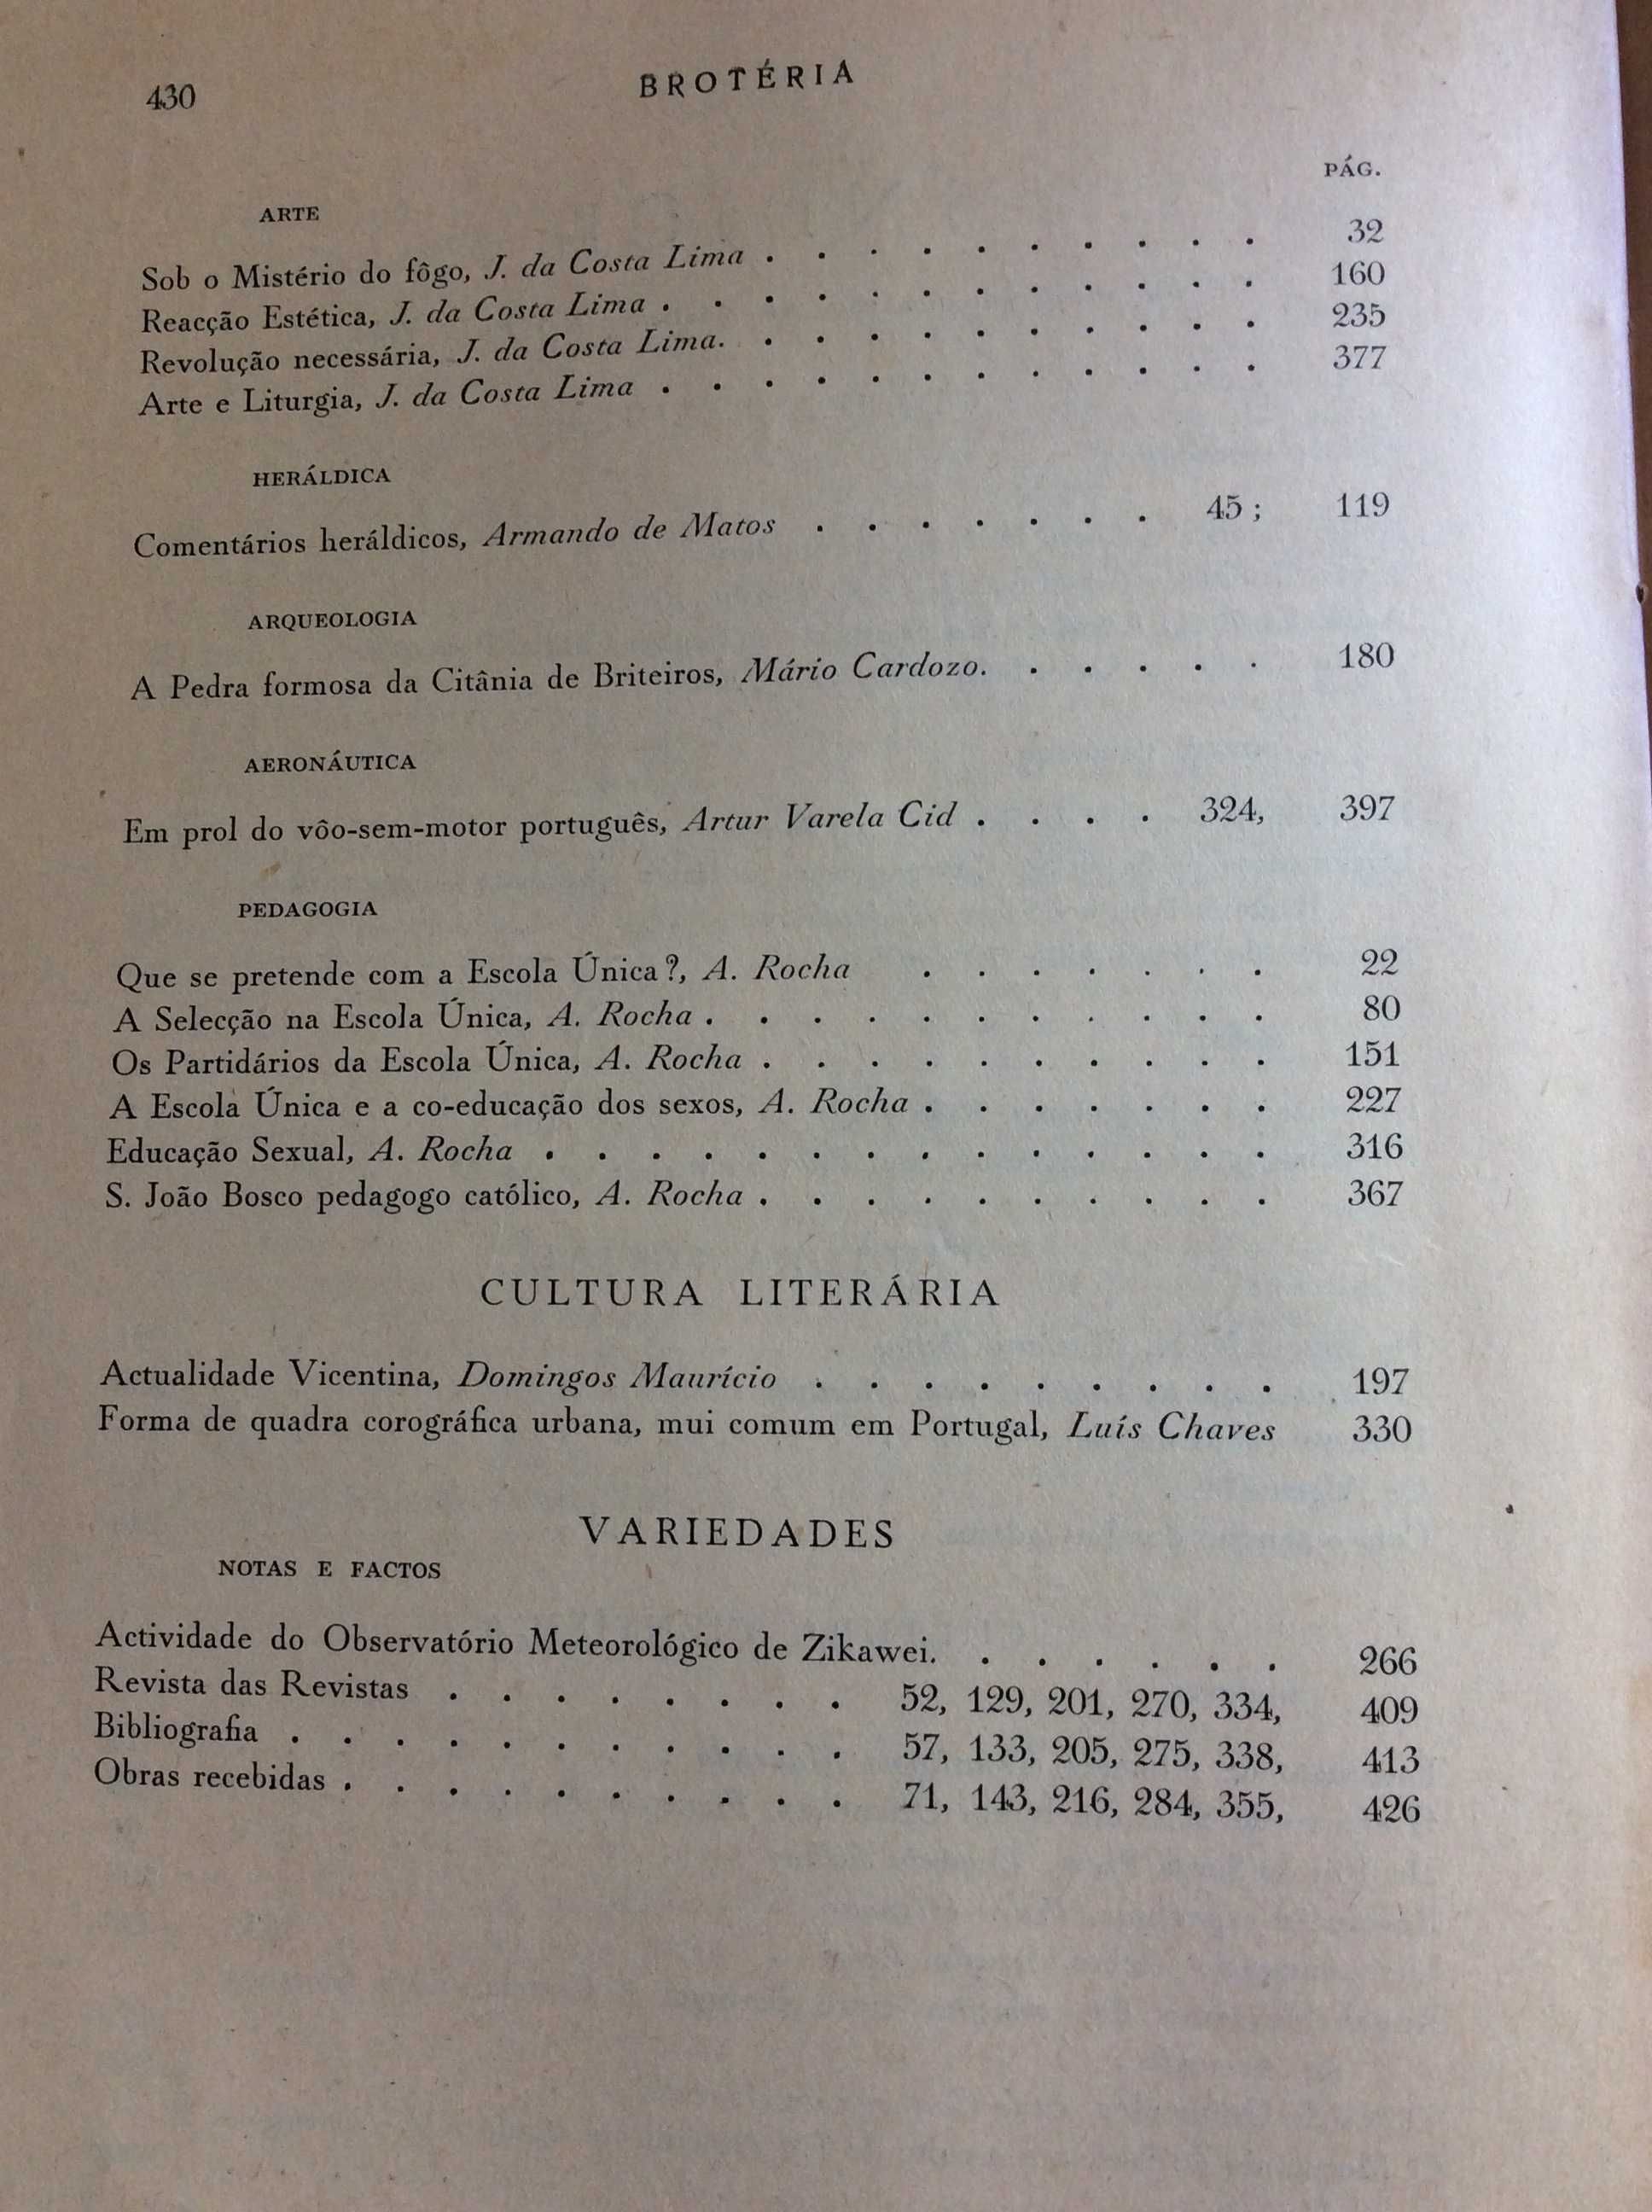 430
BROTÉRIA
PÁG.
ARTE
Sob o Mistério do fôgo, J. da Costa Lima . . . . . . . . . . 32
Reacção Estética, J. da Costa Lima . . . . . . . . . . . . 160
Revolução necessária, J. da Costa Lima. . . . . . . . . . . 235
Arte e Liturgia, J. da Costa Lima . . . . . . . . . . . . 377
HERÁLDICA
Comentários heráldicos, Armando de Matos . . . . . . . 45 ; 119
ARQUEOLOGIA
A Pedra formosa da Citânia de Briteiros, Mário Cardozo. . . . . . 180
AERONÁUTICA
Em prol do vôo-sem-motor português, Artur Varela Cid . . . . 324, 397
PEDAGOGIA
Que se pretende com a Escola Única?, A. Rocha . . . . . . . 22
A Selecção na Escola Única, A. Rocha . . . . . . . . . . . 80
Os Partidários da Escola Única, A. Rocha . . . . . . . . . . 151
A Escola Única e a co-educação dos sexos, A. Rocha . . . . . . . 227
Educação Sexual, A. Rocha . . . . . . . . . . . . . . 316
S. João Bosco pedagogo católico, A. Rocha . . . . . . . . . . 367
CULTURA LITERÁRIA
Actualidade Vicentina, Domingos Maurício . . . . . . . . . 197
Forma de quadra corográfica urbana, mui comum em Portugal, Luís Chaves 330
VARIEDADES
NOTAS E FACTOS
Actividade do Observatório Meteorológico de Zikawei. . . . . . . 266
Revista das Revistas . . . . . . . . 52, 129, 201, 270, 334, 409
Bibliografia . . . . . . . . . . . 57, 133, 205, 275, 338, 413
Obras recebidas . . . . . . . . . . 71, 143, 216, 284, 355, 426